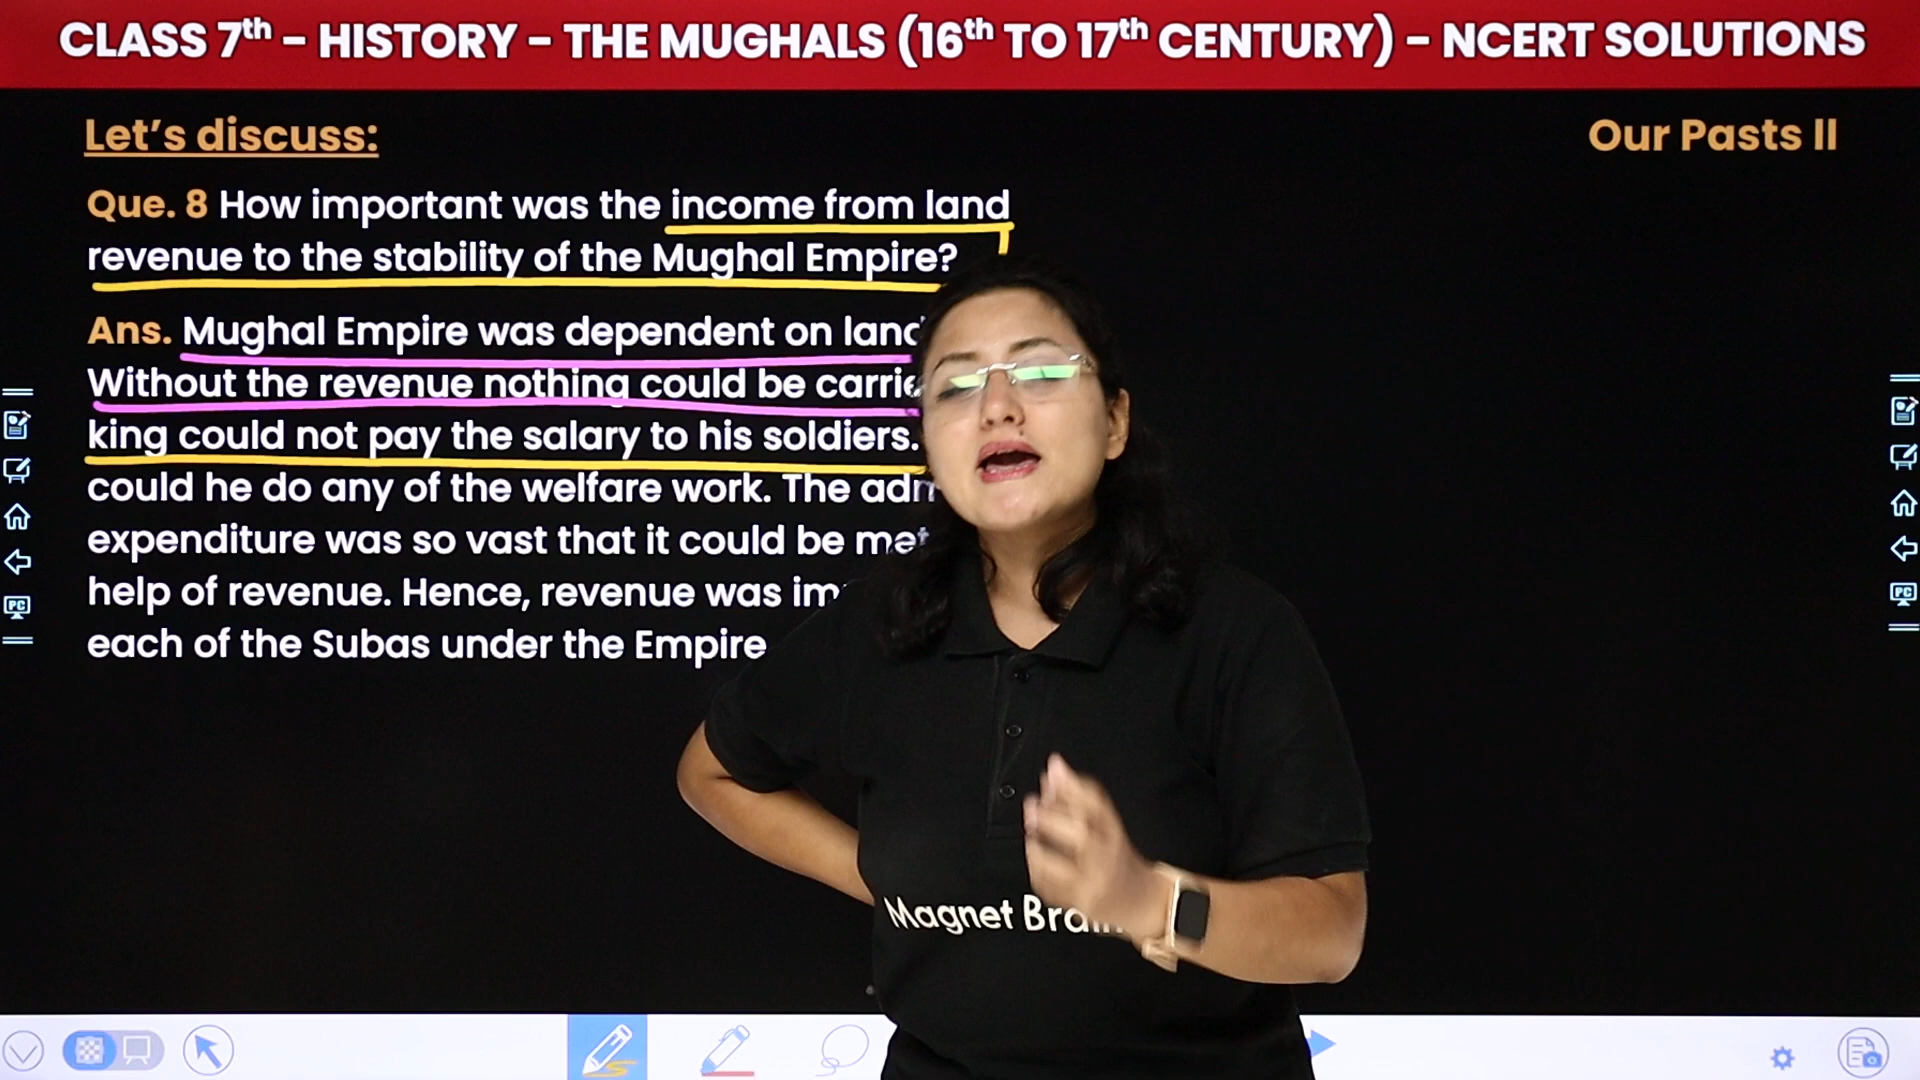 CLASS 7th - HISTORY - THE MUGHALS (16th TO 17th CENTURY) - NCERT SOLUTIONS
Let's discuss:
Our Pasts II
Que. 8 How important was the income from land
revenue to the stability of the Mughal Empire?
Ans. Mughal Empire was dependent on land
Without the revenue nothing could be
king could not pay the salary to his soldiers.
could he do any of the welfare work. The
expenditure was so vast that it could be met
help of revenue. Hence, revenue was
each of the Subas under the Empire
Magnet
PC
PC